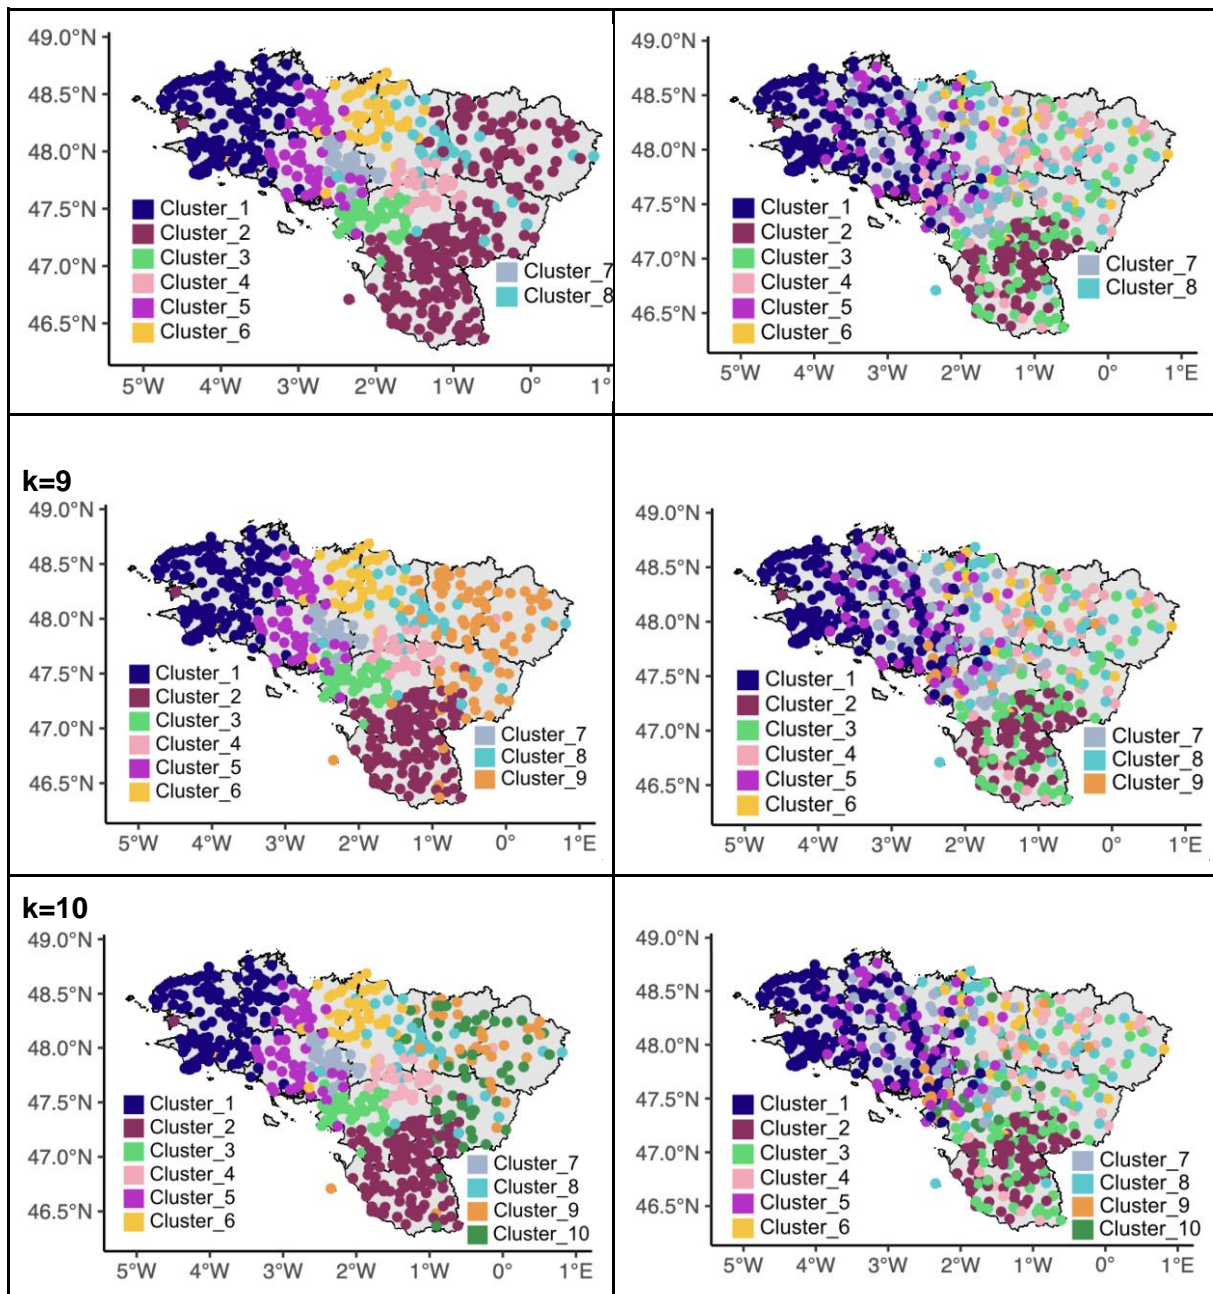 49.0°N
48.5°N
48.0°N
47.5°N
47.0°N
46.5°N
Cluster_1
Cluster_2
Cluster_3
Cluster_4
Cluster_5
Cluster_6
Cluster_7
Cluster_8
5°W 4°W 3°W 2°W 1°W 0° 1°
49.0°N
48.5°N
48.0°N
47.5°N
47.0°N
46.5°N
Cluster_1
Cluster_2
Cluster_3
Cluster_4
Cluster_5
Cluster_6
Cluster_7
Cluster_8
5°W 4°W 3°W 2°W 1°W 0° 1°E
k=9
49.0°N
48.5°N
48.0°N
47.5°N
47.0°N
46.5°N
Cluster_1
Cluster_2
Cluster_3
Cluster_4
Cluster_5
Cluster_6
Cluster_7
Cluster_8
Cluster_9
5°W 4°W 3°W 2°W 1°W 0° 1°E
49.0°N
48.5°N
48.0°N
47.5°N
47.0°N
46.5°N
Cluster_1
Cluster_2
Cluster_3
Cluster_4
Cluster_5
Cluster_6
Cluster_7
Cluster_8
Cluster_9
5°W 4°W 3°W 2°W 1°W 0° 1°E
k=10
49.0°N
48.5°N
48.0°N
47.5°N
47.0°N
46.5°N
Cluster_1
Cluster_2
Cluster_3
Cluster_4
Cluster_5
Cluster_6
Cluster_7
Cluster_8
Cluster_9
Cluster_10
5°W 4°W 3°W 2°W 1°W 0° 1°E
49.0°N
48.5°N
48.0°N
47.5°N
47.0°N
46.5°N
Cluster_1
Cluster_2
Cluster_3
Cluster_4
Cluster_5
Cluster_6
Cluster_7
Cluster_8
Cluster_9
Cluster_10
5°W 4°W 3°W 2°W 1°W 0° 1°E